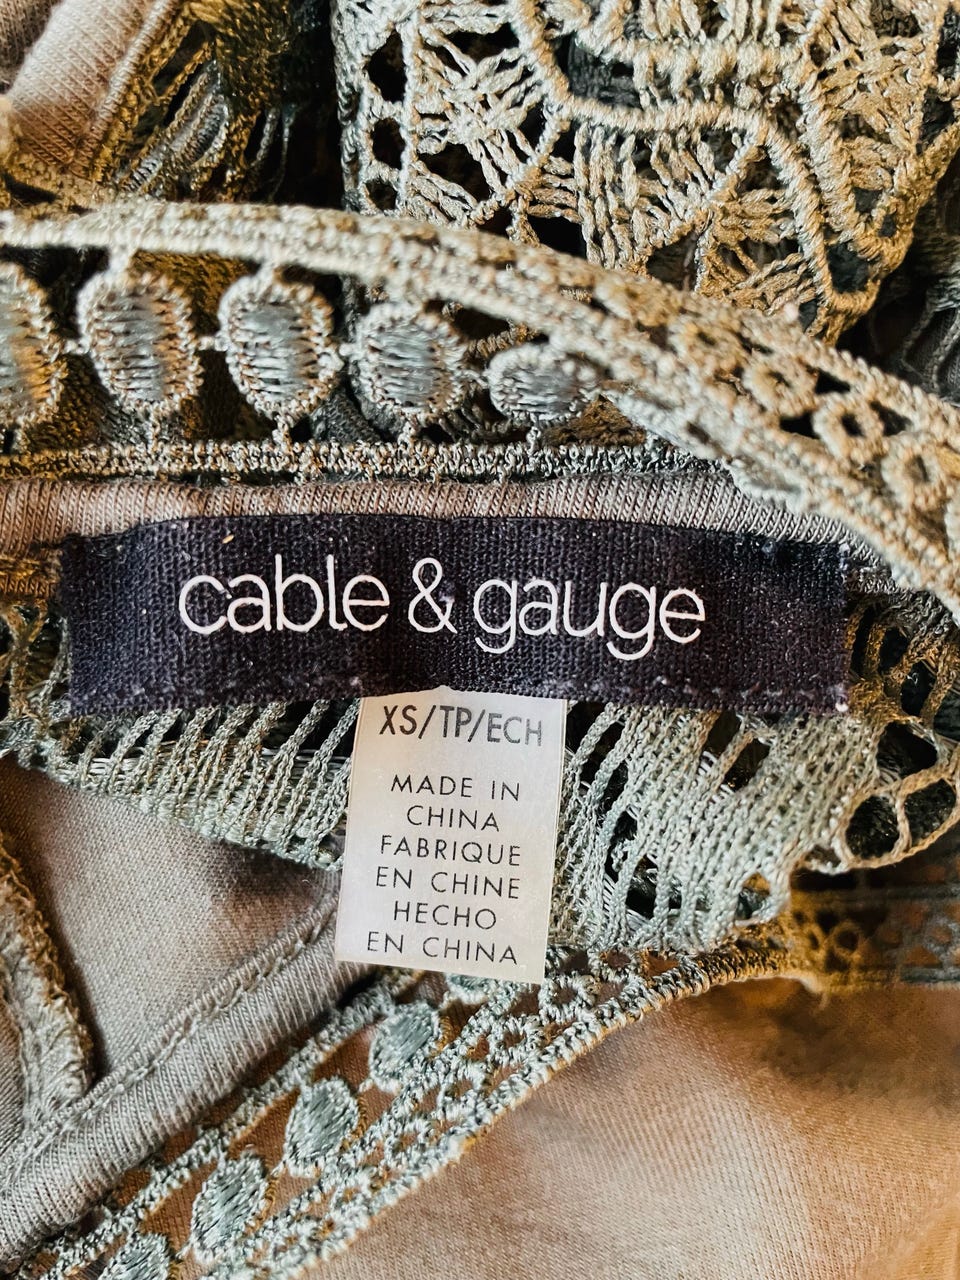 cable & gauge
XS/TP/ECH
MADE IN
CHINA
FABRIQUE
EN CHINE
HECHO
EN CHINA